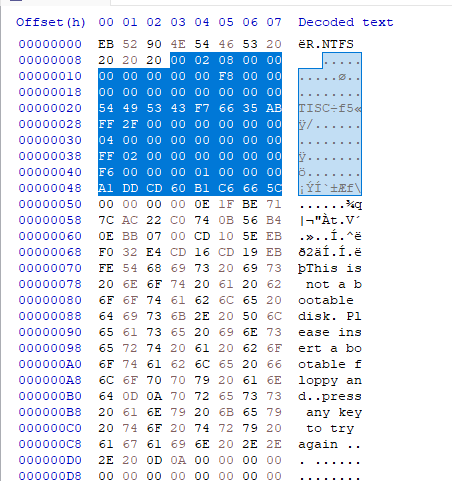 Offset(h) 00 01 02 03 04 05 06 07 Decoded text
00000000 EB 52 90 4E 54 46 53 20 ëR.NTFS
00000008 20 20 20 00 02 08 00 00 .....
00000010 00 00 00 00 00 F8 00 00 .....ø..
00000018 00 00 00 00 00 00 00 00 ........
00000020 54 49 53 43 F7 66 35 AB TISC÷f5«
00000028 FF 2F 00 00 00 00 00 00 ÿ/......
00000030 04 00 00 00 00 00 00 00 ........
00000038 FF 02 00 00 00 00 00 00 ÿ.......
00000040 F6 00 00 00 01 00 00 00 ö.......
00000048 A1 DD CD 60 B1 C6 66 5C ¡ÝÍ`±Æf\
00000050 00 00 00 00 0E 1F BE 71 ......¾q
00000058 7C AC 22 C0 74 0B 56 B4 |¬"Àt.V´
00000060 0E BB 07 00 CD 10 5E EB .»..Í.^ë
00000068 F0 32 E4 CD 16 CD 19 EB ð2äÍ.Í.ë
00000070 FE 54 68 69 73 20 69 73 þThis is
00000078 20 6E 6F 74 20 61 20 62 not a b
00000080 6F 6F 74 61 62 6C 65 20 ootable
00000088 64 69 73 6B 2E 20 50 6C disk. Pl
00000090 65 61 73 65 20 69 6E 73 ease ins
00000098 65 72 74 20 61 20 62 6F ert a bo
000000A0 6F 74 61 62 6C 65 20 66 otable f
000000A8 6C 6F 70 70 79 20 61 6E loppy an
000000B0 64 0D 0A 70 72 65 73 73 d..press
000000B8 20 61 6E 79 20 6B 65 79 any key
000000C0 20 74 6F 20 74 72 79 20 to try
000000C8 61 67 61 69 6E 20 2E 2E again ..
000000D0 2E 20 0D 0A 00 00 00 00 . ......
000000D8 00 00 00 00 00 00 00 00 ........